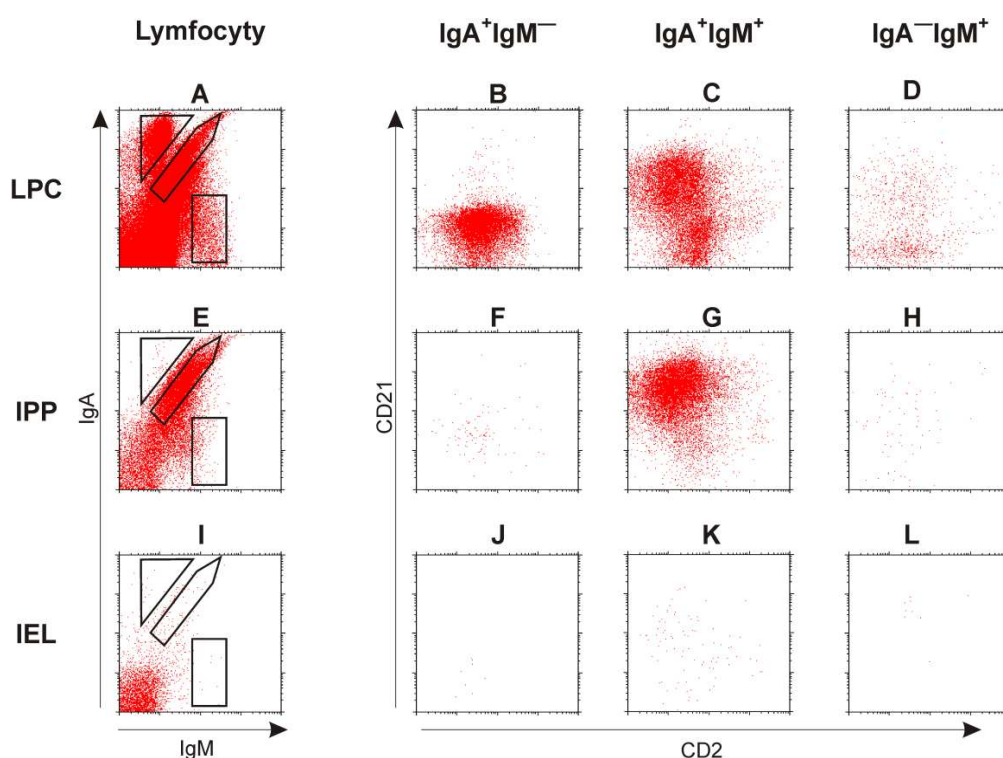 Lymfocyty IgA⁺IgM⁻ IgA⁺IgM⁺ IgA⁻IgM⁺
A B C D
LPC
E F G H
IPP
IgA
CD21
I J K L
IEL
IgM
CD2